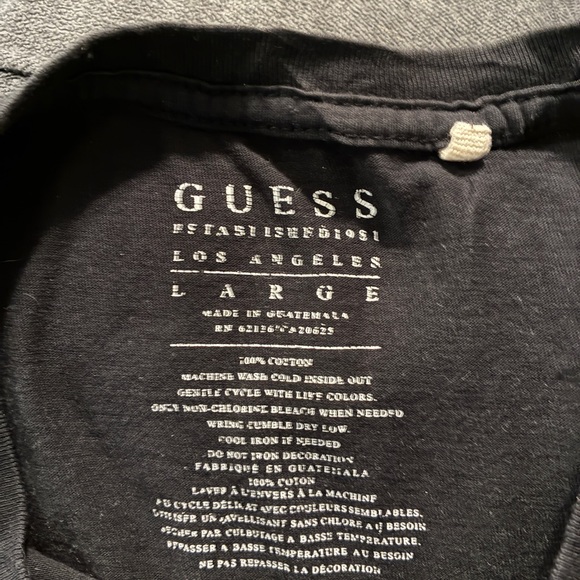 GUESS
ESTABLISHED 1981
LOS ANGELES
LARGE
MADE IN GUATEMALA
RN 62136 CA20625
100% COTTON
MACHINE WASH COLD INSIDE OUT
GENTLE CYCLE WITH LIKE COLORS.
ONLY NON-CHLORINE BLEACH WHEN NEEDED
WRING TUMBLE DRY LOW.
COOL IRON IF NEEDED
DO NOT IRON DECORATION
FABRIQUÉ EN GUATEMALA
100% COTON
LAVER À L'ENVERS À LA MACHINE
AU CYCLE DÉLICAT AVEC COULEURS SEMBLABLES.
UTILISER UN JAVELLISANT SANS CHLORE AU BESOIN
SÉCHER PAR CULBUTAGE A BASSE TEMPÉRATURE.
REPASSER A BASSE TEMPÉRATURE AU BESOIN
NE PAS REPASSER LA DÉCORATION